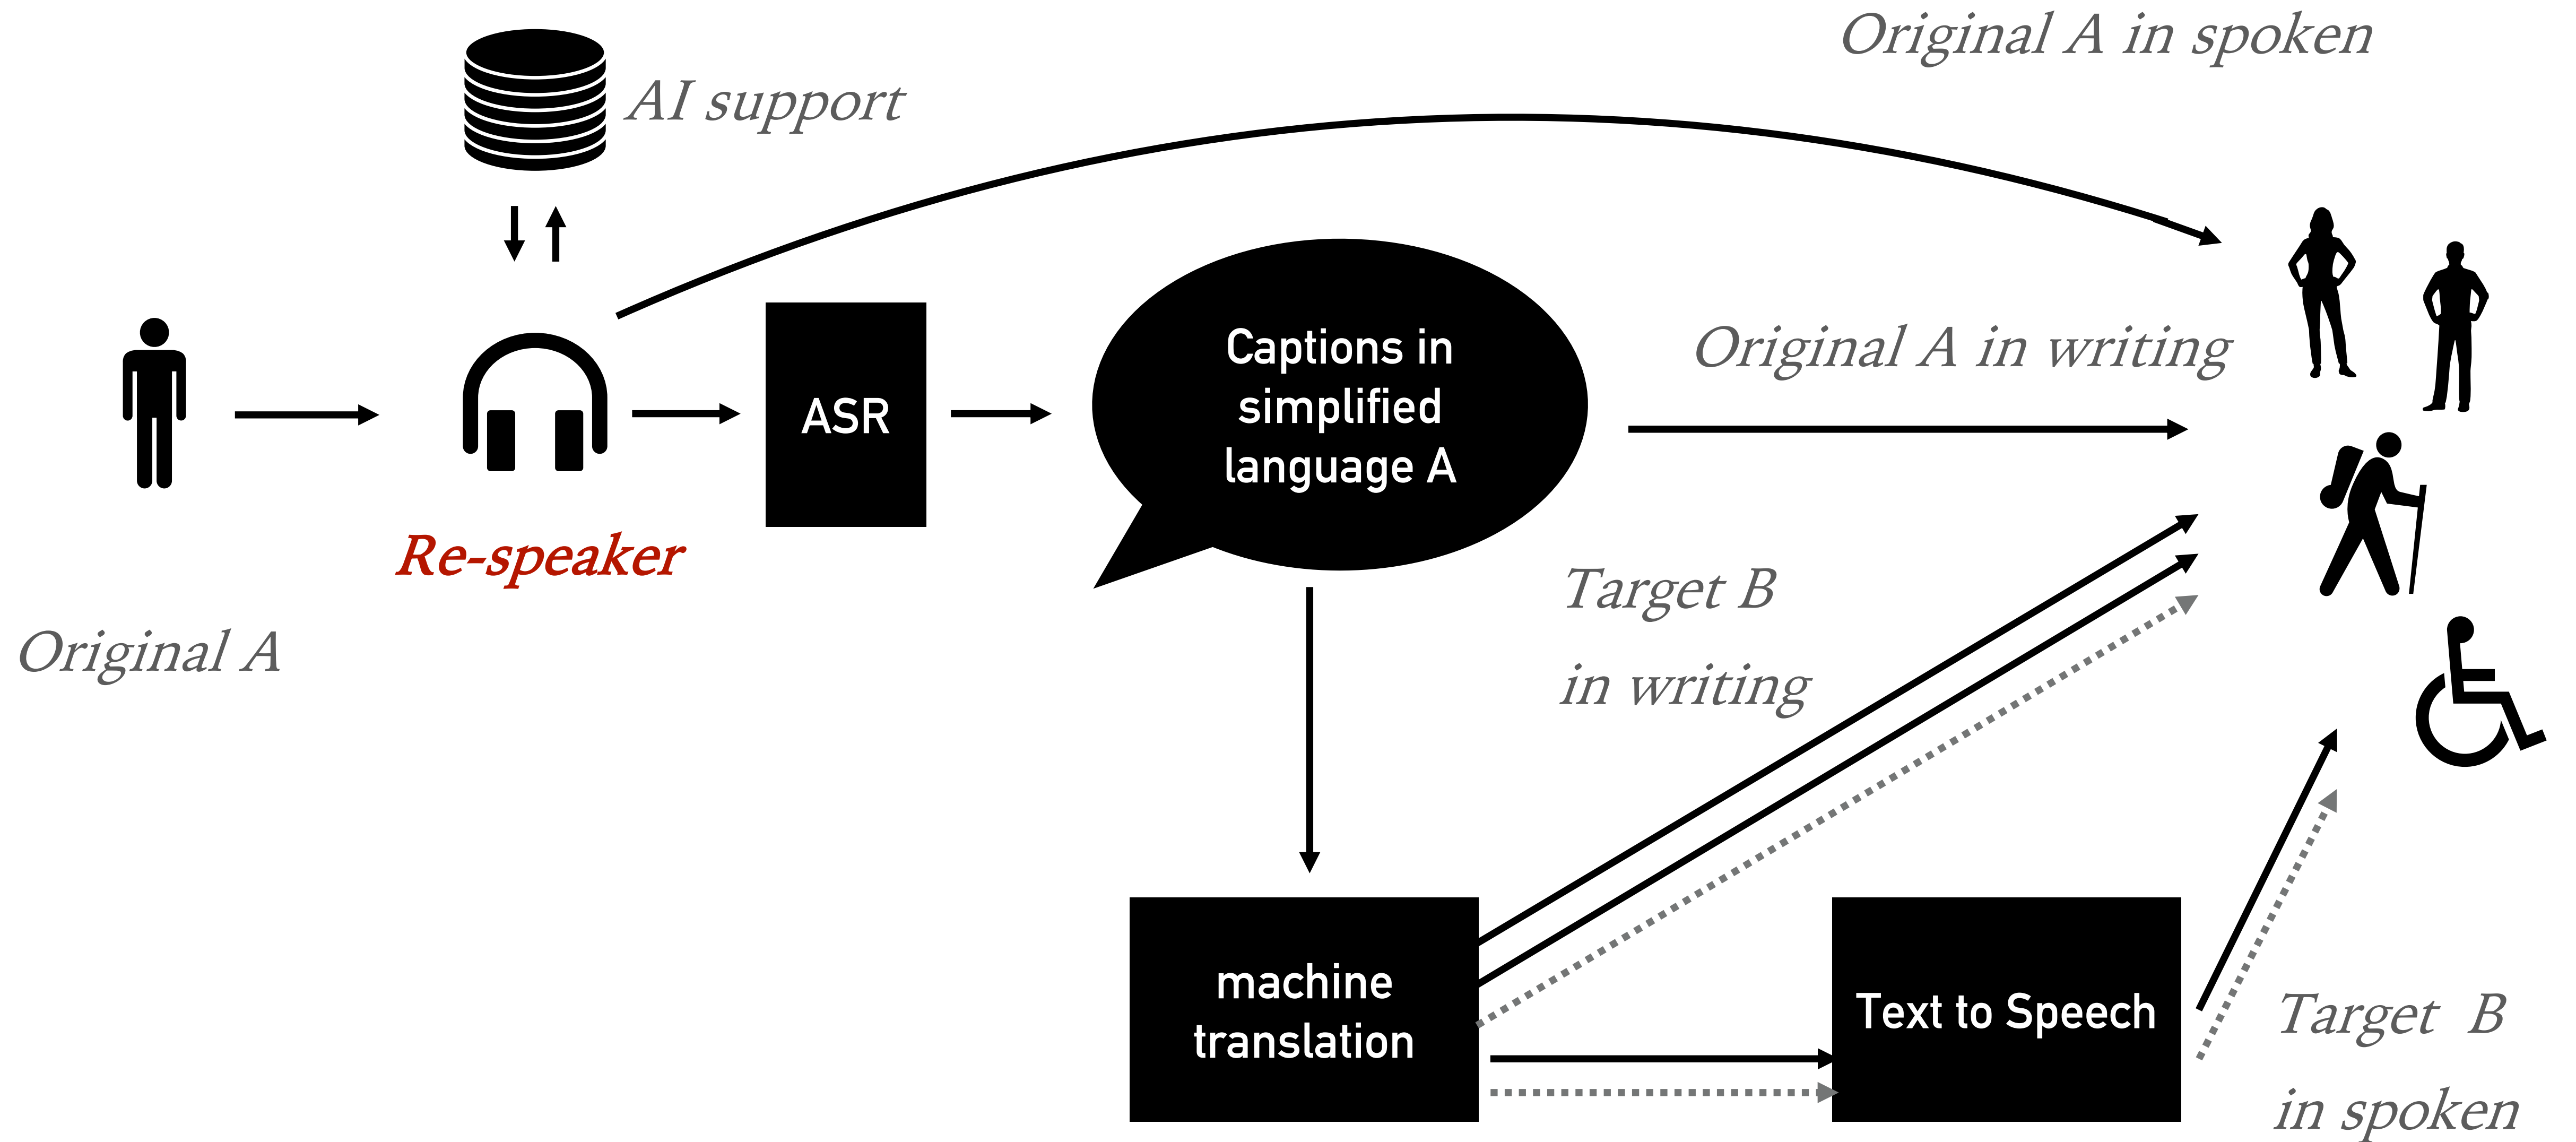 Original A in spoken
AI support
Captions in
simplified
language A
Original A in writing
ASR
Re-speaker
Original A
Target B
in writing
machine
translation
Text to Speech
Target B
in spoken